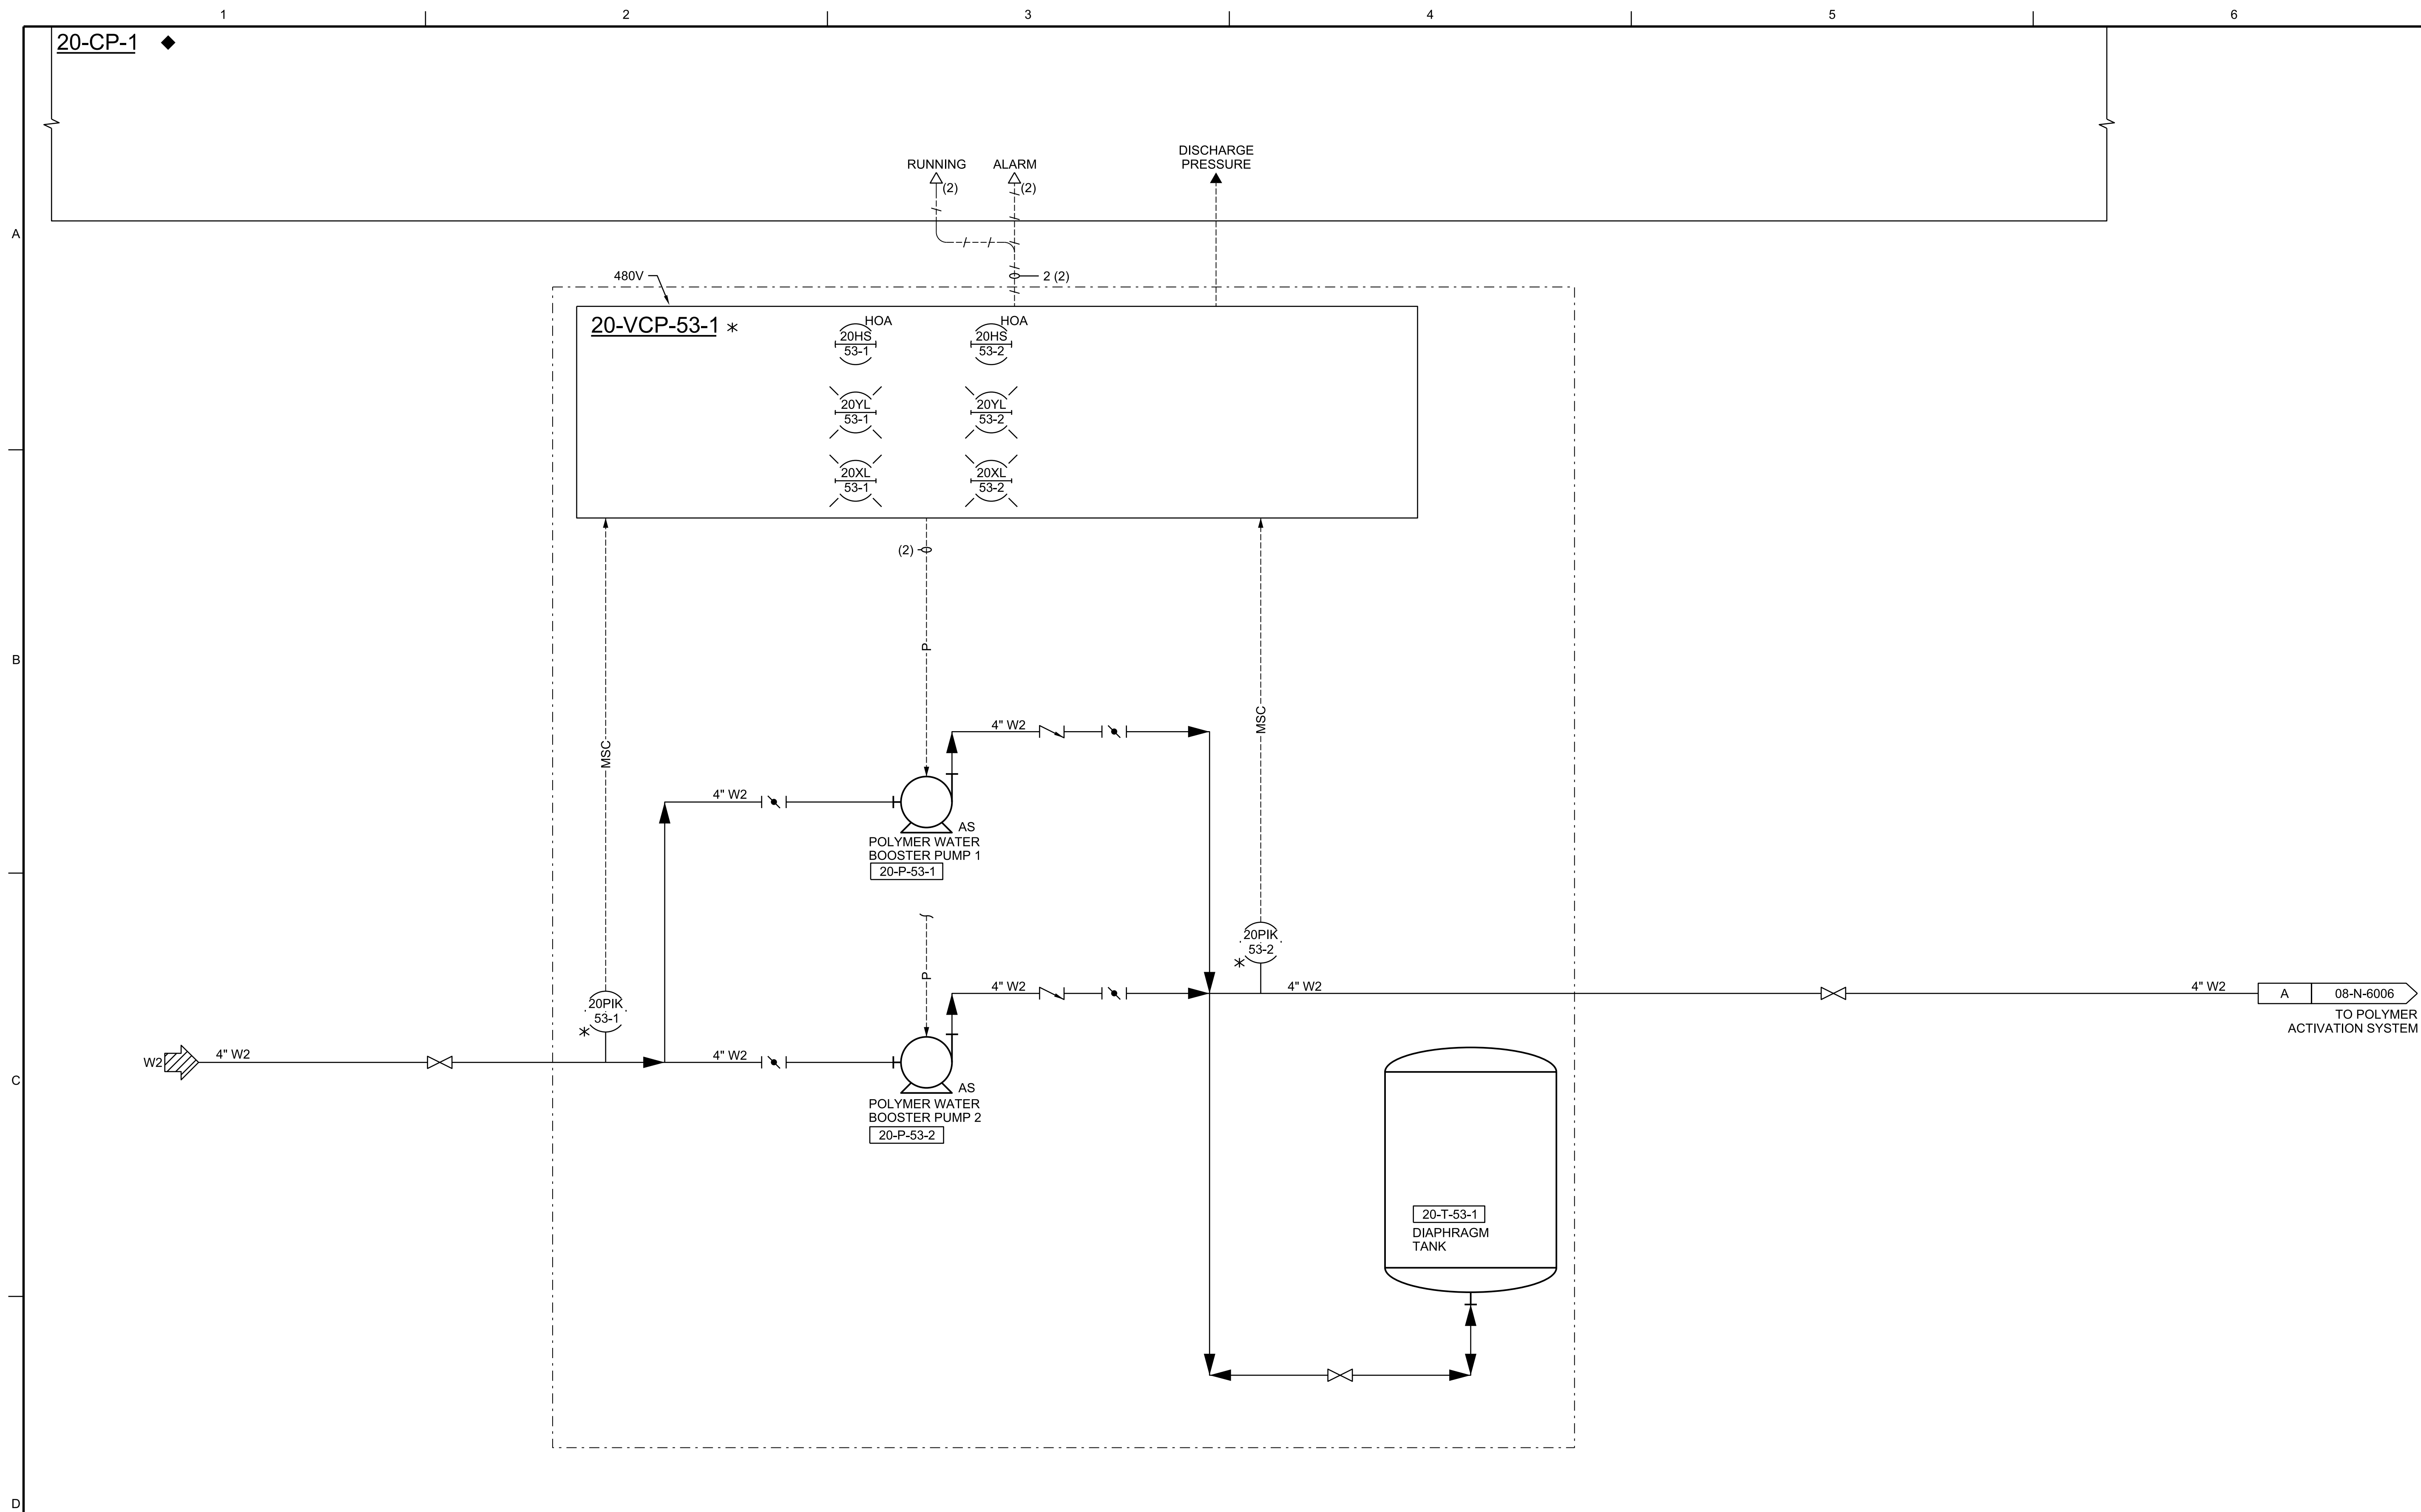 1 2 3 4 5 6
20-CP-1
RUNNING
(2)
ALARM
(2)
DISCHARGE
PRESSURE
A
480V
2 (2)
20-VCP-53-1 *
HOA
20HS
53-1
HOA
20HS
53-2
20YL
53-1
20YL
53-2
20XL
53-1
20XL
53-2
(2)
B
P
MSC
MSC
4" W2
4" W2
AS
POLYMER WATER
BOOSTER PUMP 1
20-P-53-1
20PIK
53-2
*
P
4" W2
4" W2
4" W2
A 08-N-6006
TO POLYMER
ACTIVATION SYSTEM
20PIK
53-1
*
W2
4" W2
4" W2
C
AS
POLYMER WATER
BOOSTER PUMP 2
20-P-53-2
20-T-53-1
DIAPHRAGM
TANK
D